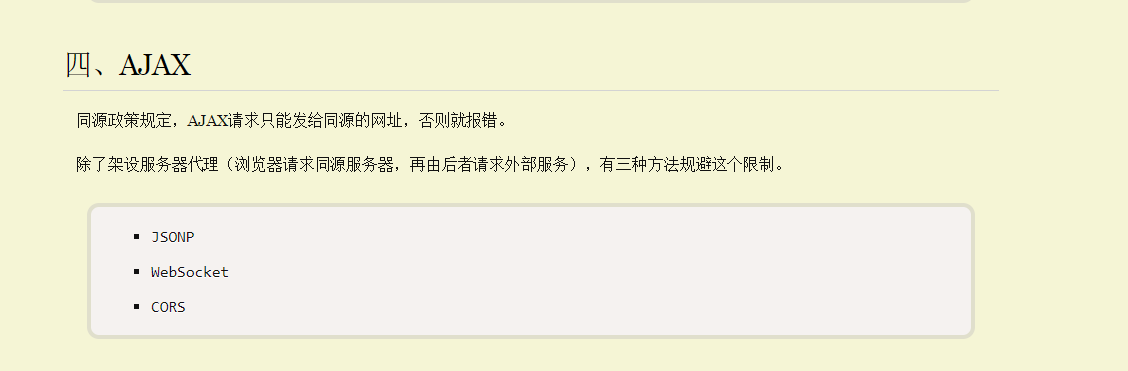 四、AJAX
同源政策规定，AJAX请求只能发给同源的网址，否则就报错。
除了架设服务器代理（浏览器请求同源服务器，再由后者请求外部服务），有三种方法规避这个限制。
JSONP
WebSocket
CORS